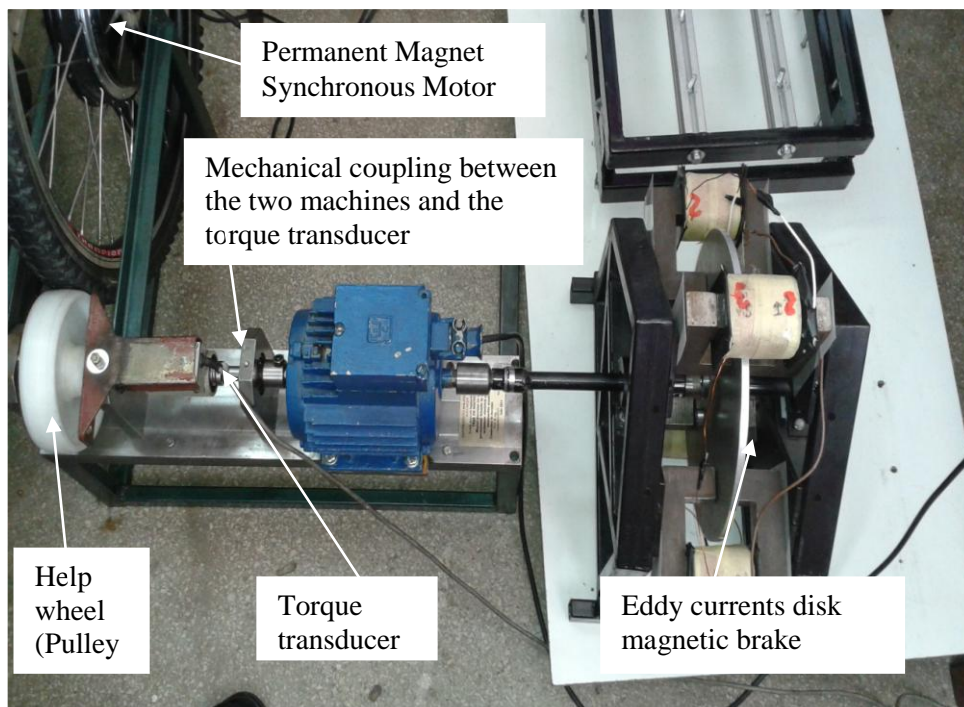 Permanent Magnet
Synchronous Motor
Mechanical coupling between
the two machines and the
torque transducer
Help
wheel
(Pulley
Torque
transducer
Eddy currents disk
magnetic brake